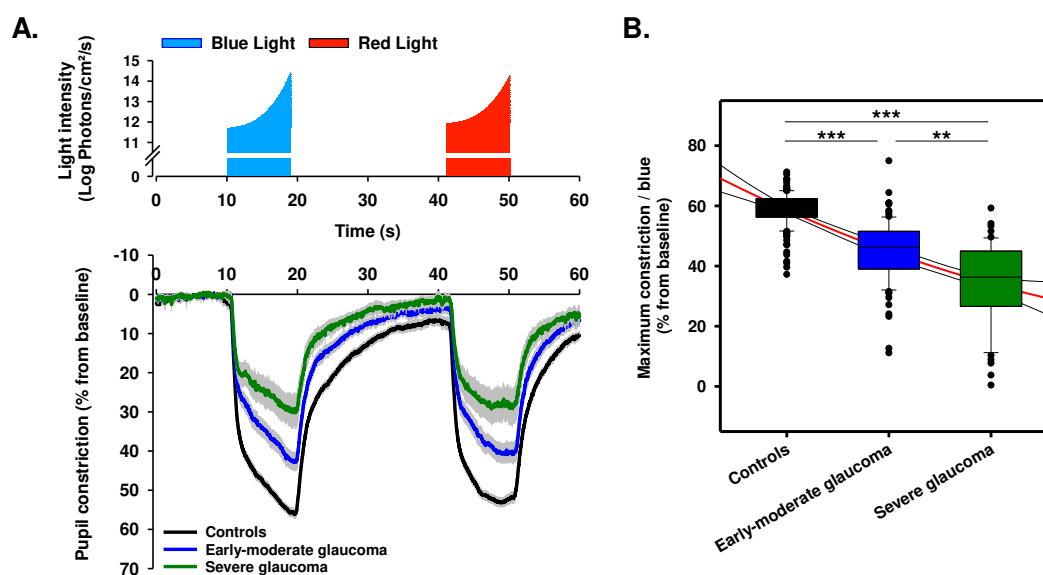 A.
Blue Light
Red Light
Light intensity
(Log Photons/cm²/s)
15
14
13
12
11
0
0
10
20
30
40
50
60
Time (s)
Pupil constriction (% from baseline)
-10
0
10
20
30
40
50
60
70
0
10
20
30
40
50
60
Controls
Early-moderate glaucoma
Severe glaucoma
B.
***
***
**
Maximum constriction / blue
(% from baseline)
80
60
40
20
0
Controls
Early-moderate glaucoma
Severe glaucoma